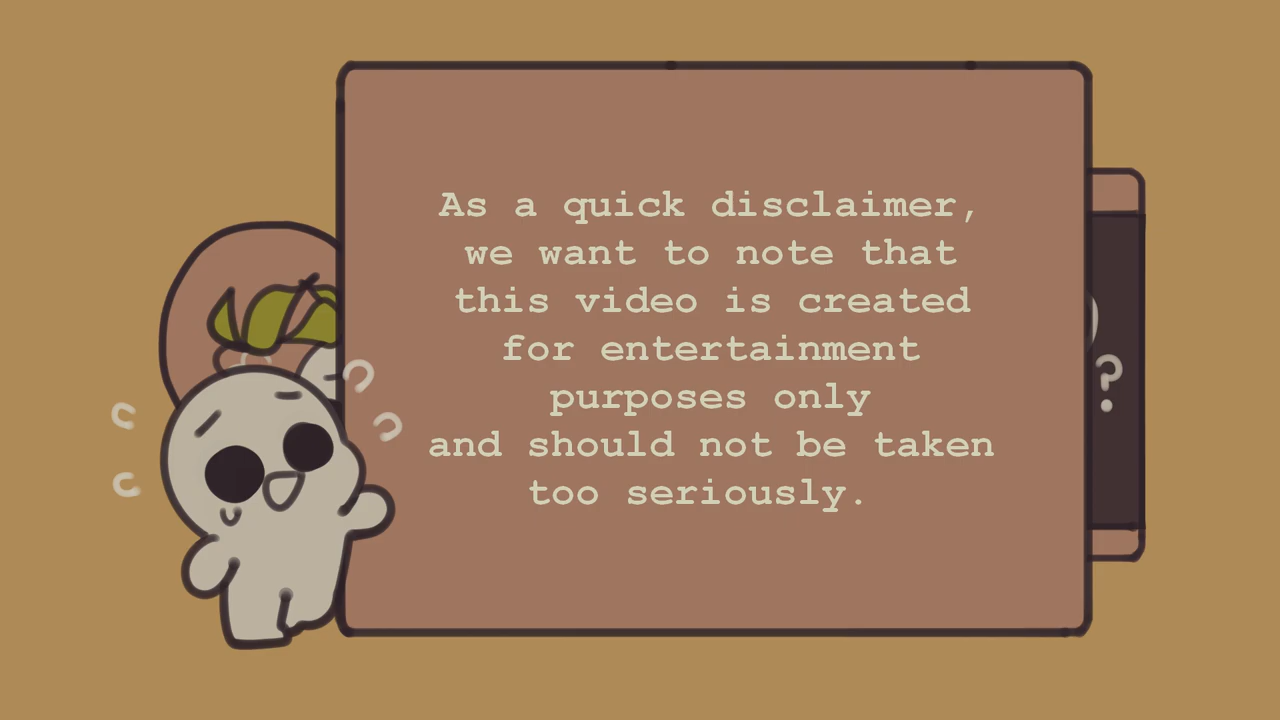 As a quick disclaimer,
we want to note that
this video is created
for entertainment
purposes only
and should not be taken
too seriously.
?